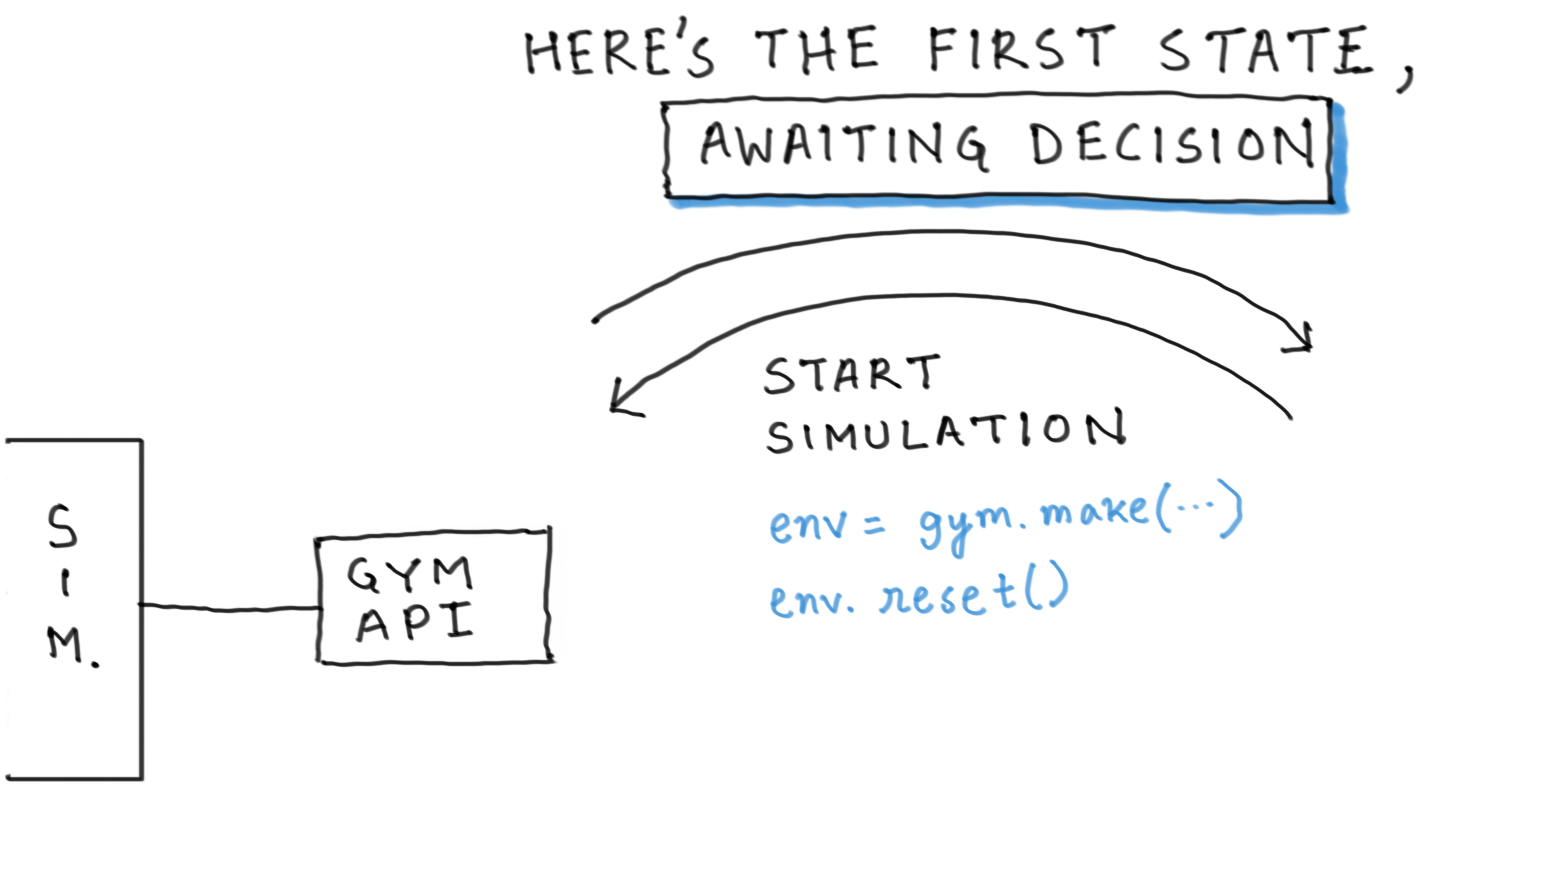 HERE'S THE FIRST STATE,
AWAITING DECISION
START
SIMULATION
env = gym.make(...)
env.reset()
S
I
M.
GYM
API